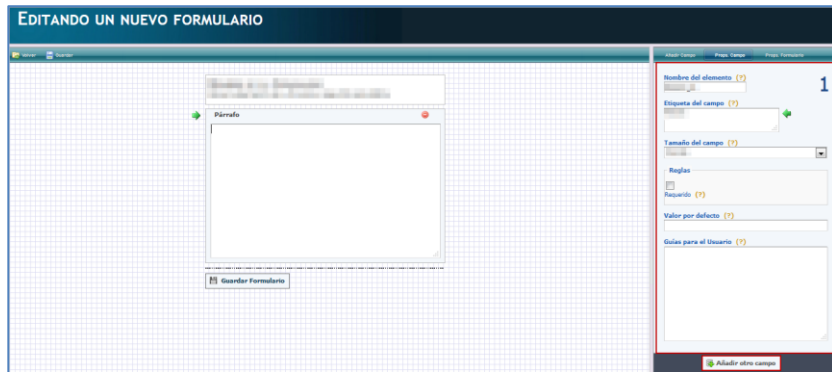 EDITANDO UN NUEVO FORMULARIO
Guardar
Añadir Campo Props. Campo Props. Formulario
Nombre del elemento (?)
1
Etiqueta del campo (?)
Párrafo
Tamaño del campo (?)
Reglas
Requerido (?)
Valor por defecto (?)
Guías para el Usuario (?)
Guardar Formulario
Añadir otro campo